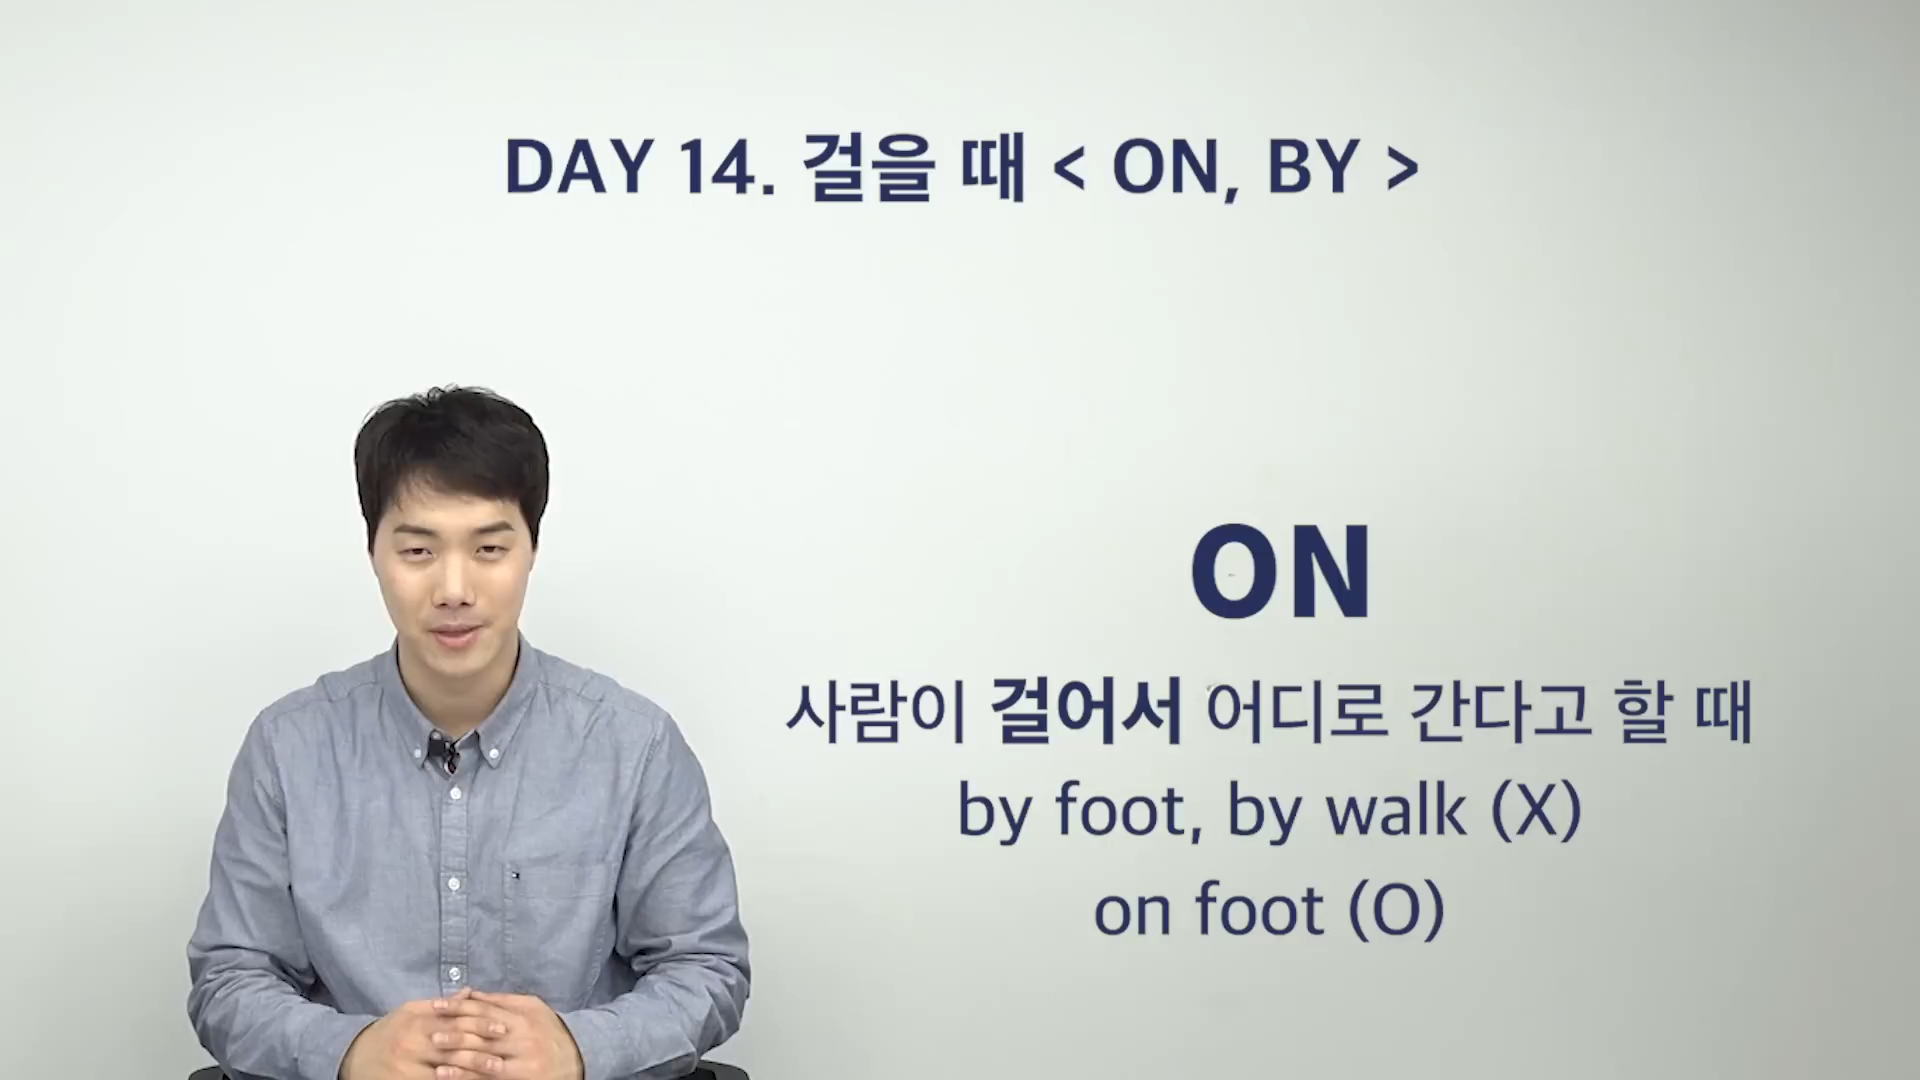 DAY 14. 걸을 때 < ON, BY >
ON
사람이 걸어서 어디로 간다고 할 때
by foot, by walk (X)
on foot (O)